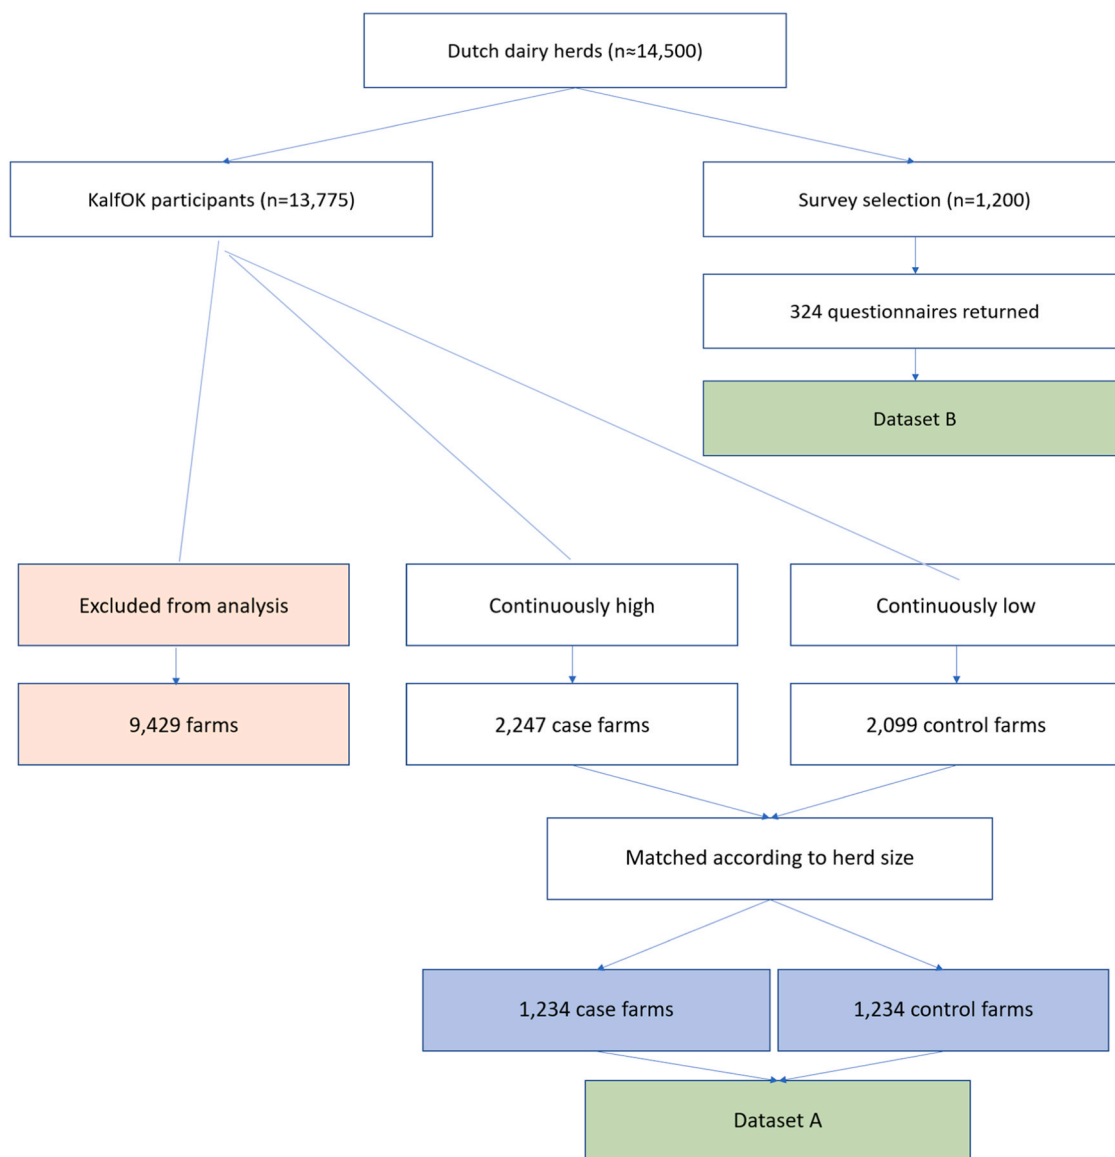 Dutch dairy herds (n≈14,500)
KalfOK participants (n=13,775)
Survey selection (n=1,200)
324 questionnaires returned
Dataset B
Excluded from analysis
Continuously high
Continuously low
9,429 farms
2,247 case farms
2,099 control farms
Matched according to herd size
1,234 case farms
1,234 control farms
Dataset A